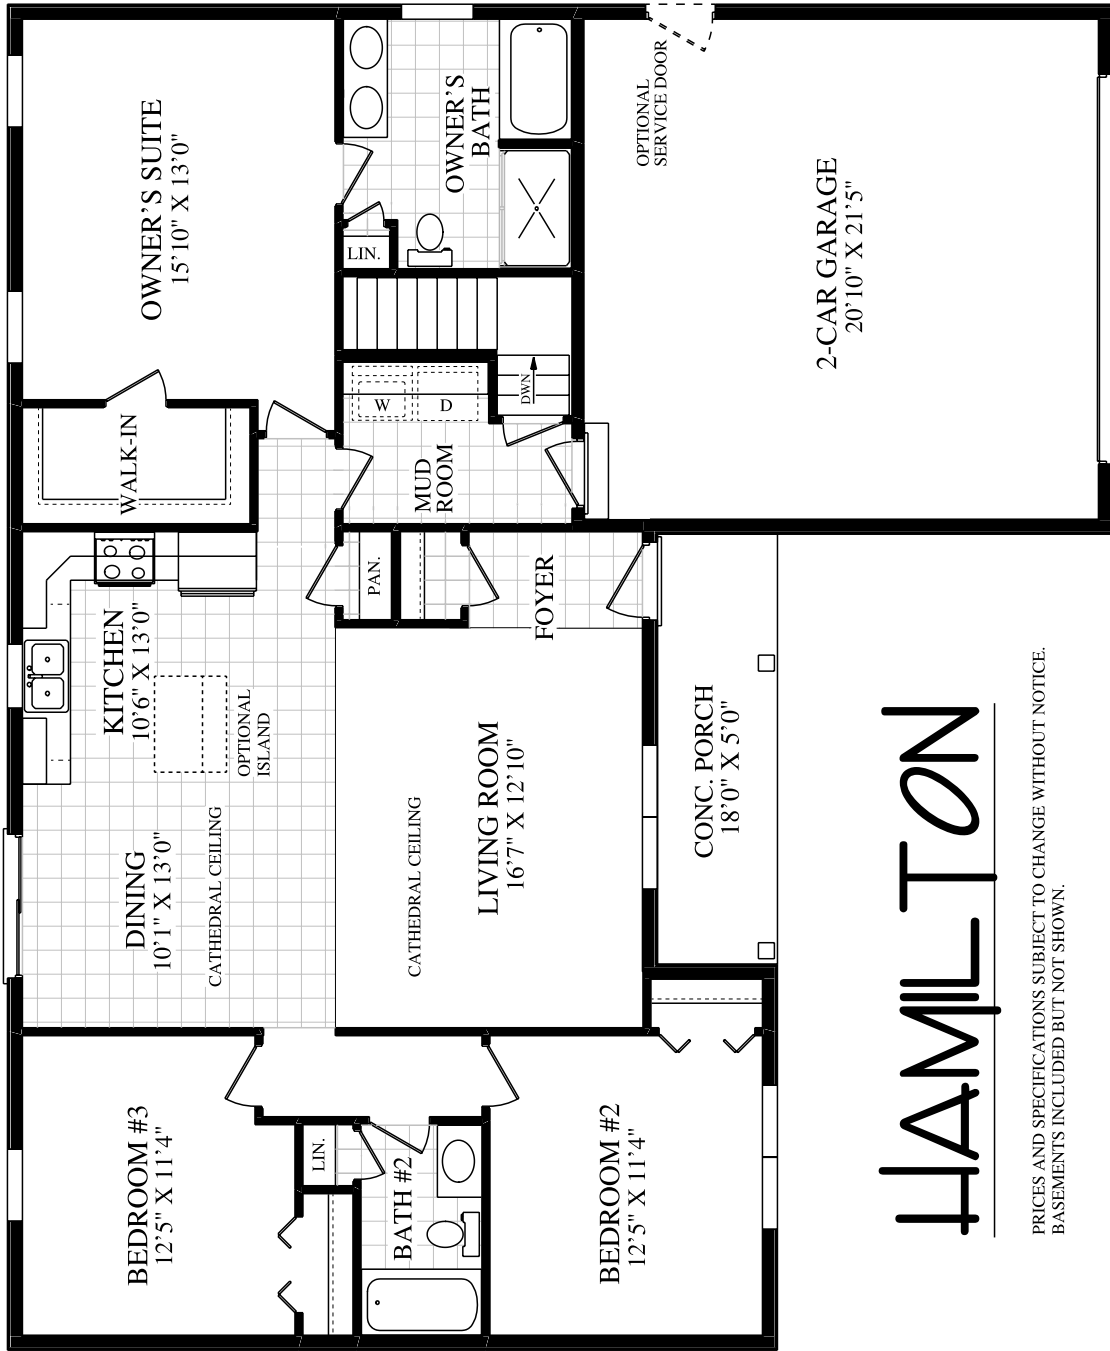 OWNER'S SUITE
15'10" X 13'0"
OWNER'S
BATH
LIN.
OPTIONAL
SERVICE DOOR
2-CAR GARAGE
20'10" X 21'5"
WALK-IN
W
D
DWN
MUD
ROOM
PAN.
FOYER
KITCHEN
10'6" X 13'0"
OPTIONAL
ISLAND
DINING
10'1" X 13'0"
CATHEDRAL CEILING
CATHEDRAL CEILING
LIVING ROOM
16'7" X 12'10"
CONC. PORCH
18'0" X 5'0"
BEDROOM #3
12'5" X 11'4"
LIN.
BATH #2
BEDROOM #2
12'5" X 11'4"
HAMILTON
PRICES AND SPECIFICATIONS SUBJECT TO CHANGE WITHOUT NOTICE.
BASEMENTS INCLUDED BUT NOT SHOWN.